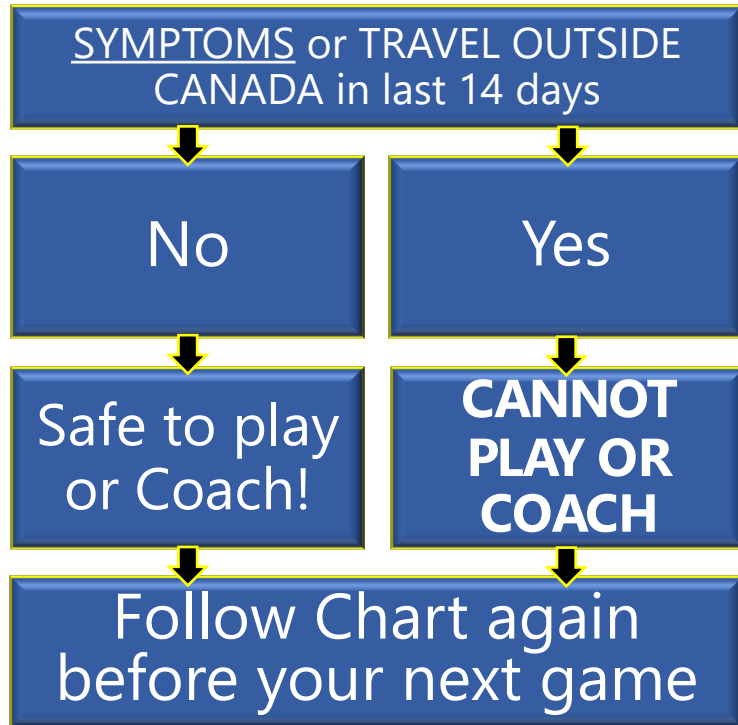 SYMPTOMS or TRAVEL OUTSIDE
CANADA in last 14 days
No
Yes
Safe to play
or Coach!
CANNOT
PLAY OR
COACH
Follow Chart again
before your next game